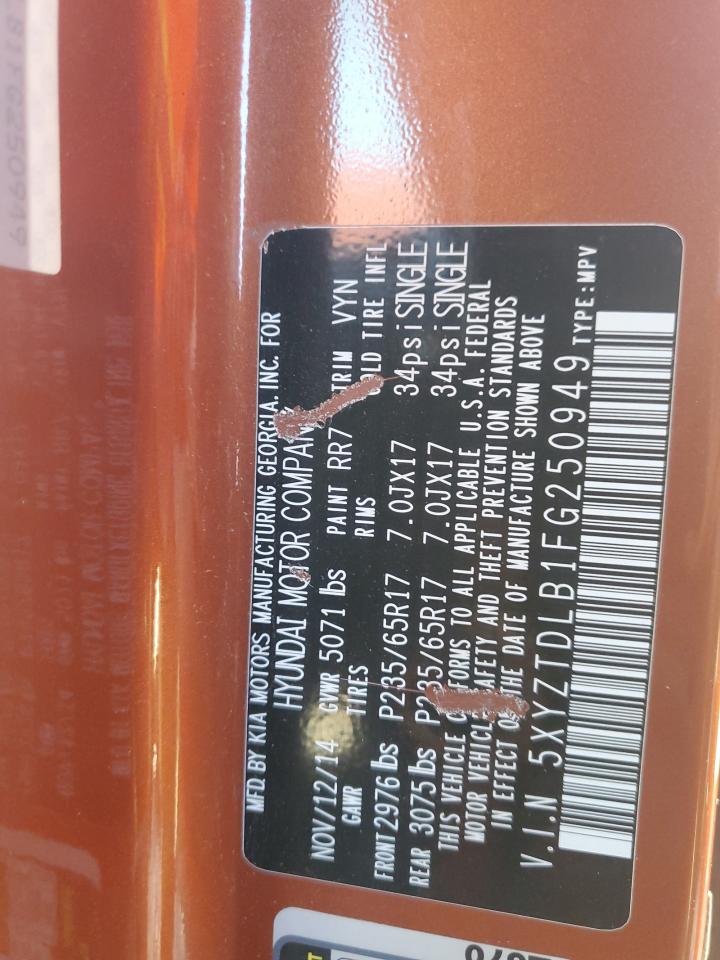 MFD BY KIA MOTORS MANUFACTURING GEORGIA. INC. FOR
HYUNDAI MOTOR COMPANY
NOV/12/14 GVWR 5071 lbs PAINT RR7 TRIM VYN
GAWR TIRES RIMS COLD TIRE INFL
FRONT 2976 lbs P235/65R17 7.0JX17 34psi SINGLE
REAR 3075 lbs P235/65R17 7.0JX17 34psi SINGLE
THIS VEHICLE CONFORMS TO ALL APPLICABLE U.S.A. FEDERAL
MOTOR VEHICLE SAFETY AND THEFT PREVENTION STANDARDS
IN EFFECT ON THE DATE OF MANUFACTURE SHOWN ABOVE
V.I.N 5XYZTDLB1FG250949 TYPE:MPV
B1FG250949